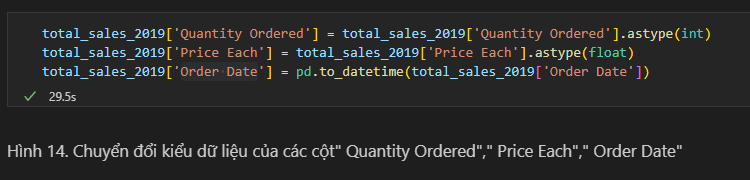 total_sales_2019['Quantity Ordered'] = total_sales_2019['Quantity Ordered'].astype(int)
total_sales_2019['Price Each'] = total_sales_2019['Price Each'].astype(float)
total_sales_2019['Order Date'] = pd.to_datetime(total_sales_2019['Order Date'])
29.5s
Hình 14. Chuyển đổi kiểu dữ liệu của các cột" Quantity Ordered"," Price Each"," Order Date"